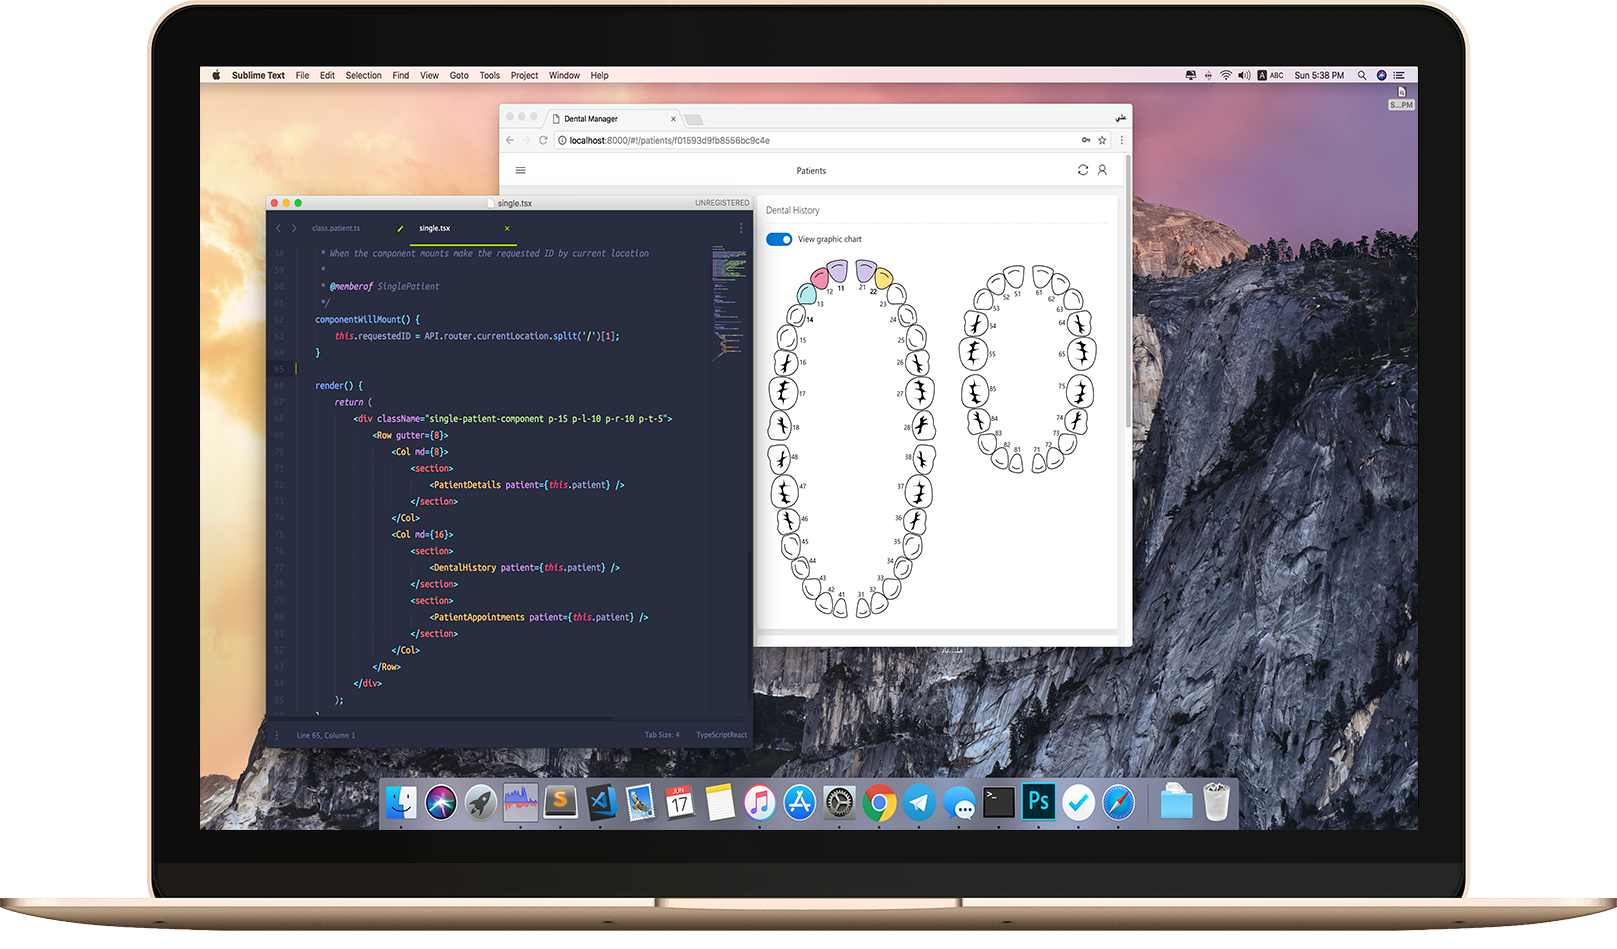 Sublime Text File Edit Selection Find View Goto Tools Project Window Help
A ABC Sun 5:38 PM
S...PM
Dental Manager
علي
localhost:8000/#!/patients/f01593d9fb8556bc9c4e
Patients
single.tsx UNREGISTERED
class.patient.ts single.tsx
58 * When the component mounts make the requested ID by current location
59 *
60 * @memberof SinglePatient
61 */
62 componentWillMount() {
63 this.requestedID = API.router.currentLocation.split('/')[1];
64 }
65
66 render() {
67 return (
68 <div className="single-patient-component p-15 p-l-10 p-r-10 p-t-5">
69 <Row gutter={8}>
70 <Col md={8}>
71 <section>
72 <PatientDetails patient={this.patient} />
73 </section>
74 </Col>
75 <Col md={16}>
76 <section>
77 <DentalHistory patient={this.patient} />
78 </section>
79 <section>
80 <PatientAppointments patient={this.patient} />
81 </section>
82 </Col>
83 </Row>
84 </div>
85 );
Line 65, Column 1 Tab Size: 4 TypeScriptReact
Dental History
View graphic chart
12 11 21 22
13 23
14 24
15 25
16 26
17 27
18 28
48 38
47 37
46 36
45 35
44 34
43 33
42 41 31 32
52 51 61 62
53 63
54 64
55 65
85 75
84 74
83 73
82 81 71 72
JUN
17
S
>_
Ps